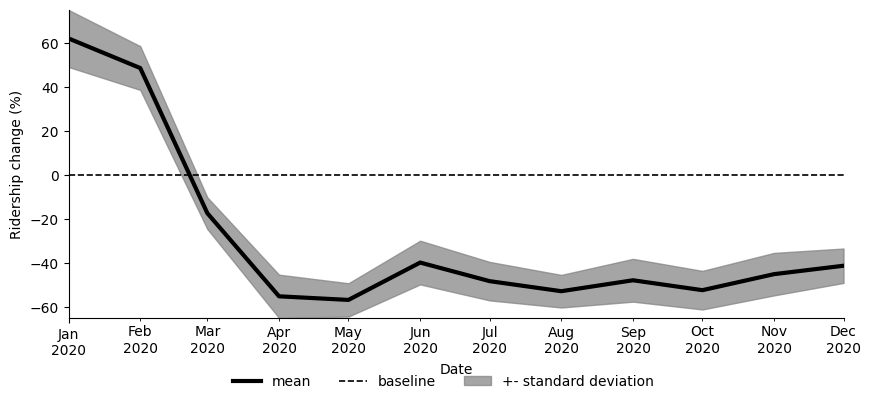 Ridership change (%)
60
40
20
0
−20
−40
−60
Jan Feb Mar Apr May Jun Jul Aug Sep Oct Nov Dec
2020 2020 2020 2020 2020 2020 2020 2020 2020 2020 2020 2020
Date
mean baseline +- standard deviation